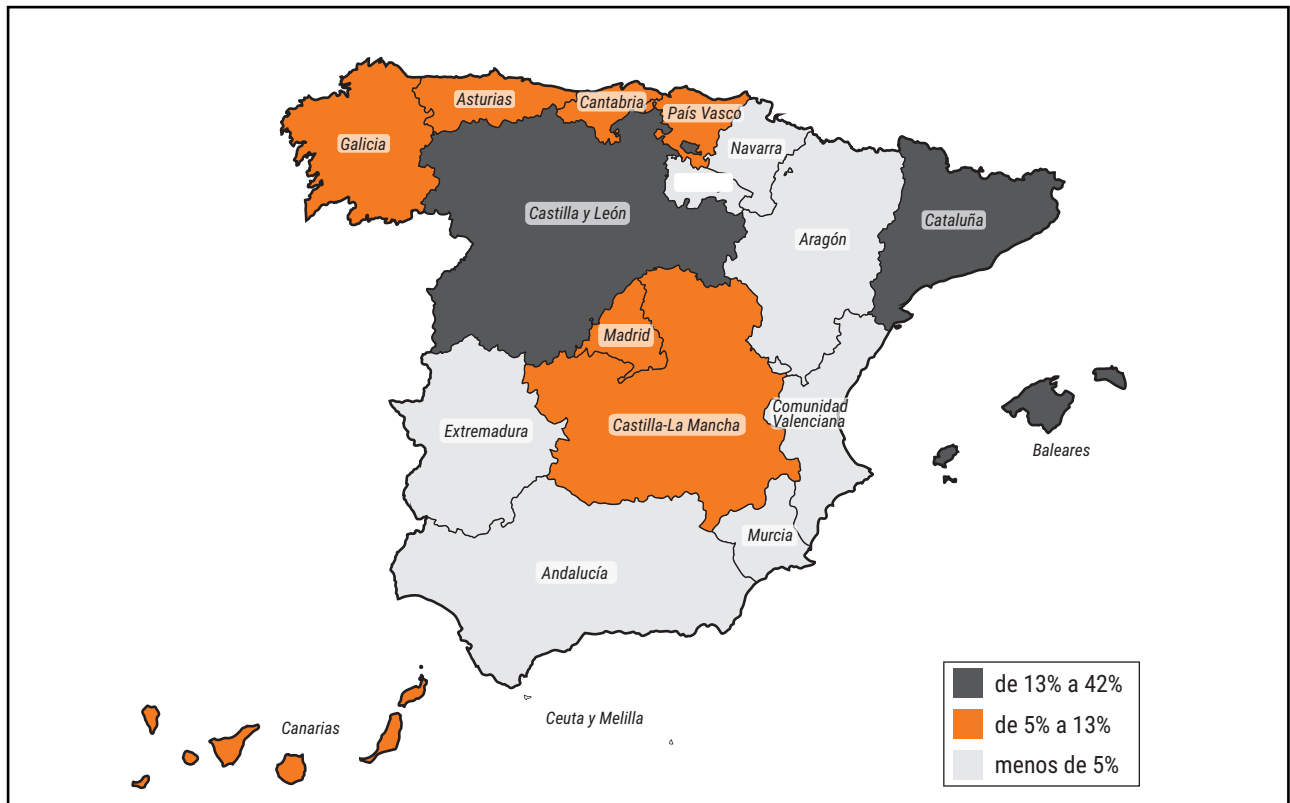 Asturias
Cantabria
País Vasco
Galicia
Navarra
Castilla y León
Cataluña
Aragón
Madrid
Comunidad
Valenciana
Castilla-La Mancha
Extremadura
Baleares
Murcia
Andalucía
Canarias
Ceuta y Melilla
de 13% a 42%
de 5% a 13%
menos de 5%